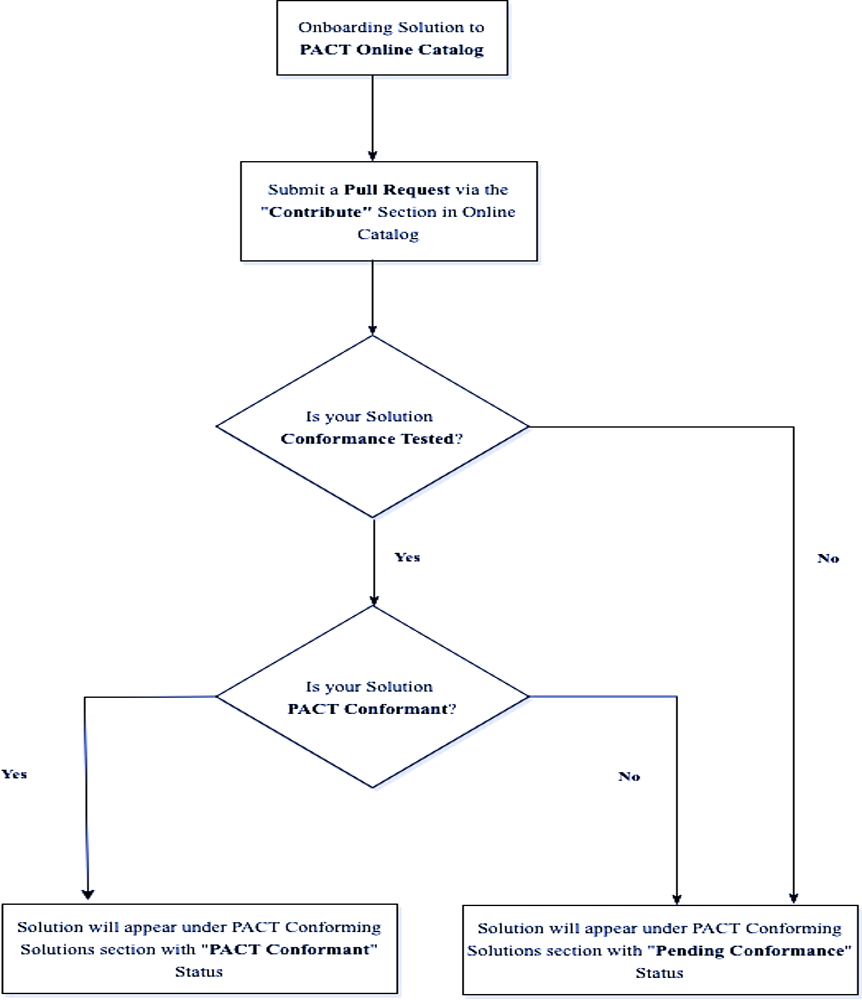 Onboarding Solution to
PACT Online Catalog
Submit a Pull Request via the
"Contribute" Section in Online
Catalog
Is your Solution
Conformance Tested?
Yes
No
Is your Solution
PACT Conformant?
Yes
No
Solution will appear under PACT Conforming
Solutions section with "PACT Conformant"
Status
Solution will appear under PACT Conforming
Solutions section with "Pending Conformance"
Status